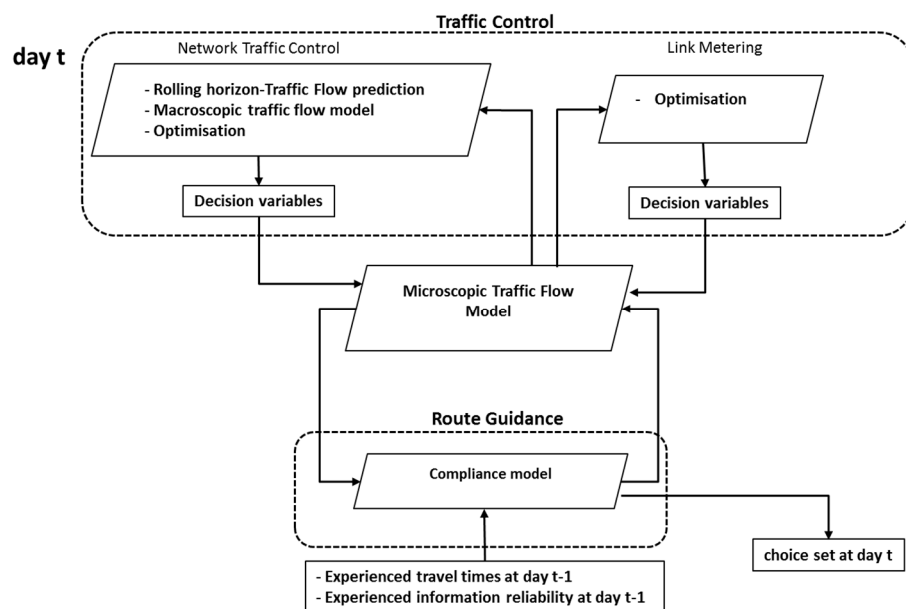 Traffic Control
day t
Network Traffic Control
Link Metering
- Rolling horizon-Traffic Flow prediction
- Macroscopic traffic flow model
- Optimisation
- Optimisation
Decision variables
Decision variables
Microscopic Traffic Flow
Model
Route Guidance
Compliance model
choice set at day t
- Experienced travel times at day t-1
- Experienced information reliability at day t-1